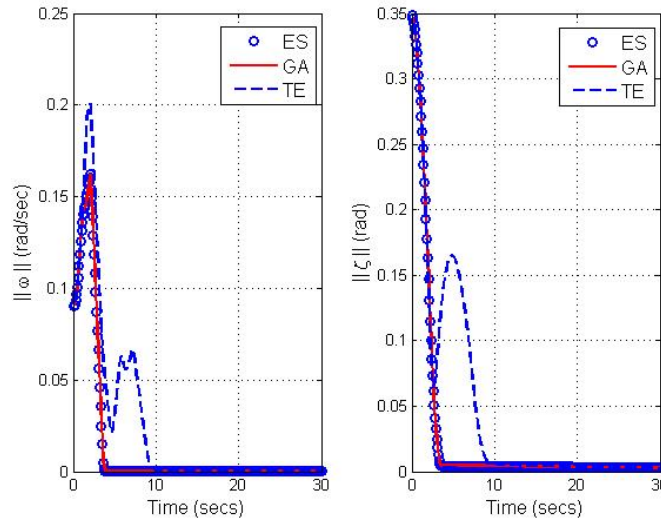 ES
GA
TE
0.25
0.2
0.15
0.1
0.05
0
0 10 20 30
|| ω || (rad/sec)
Time (secs)
ES
GA
TE
0.35
0.3
0.25
0.2
0.15
0.1
0.05
0
0 10 20 30
|| ζ || (rad)
Time (secs)